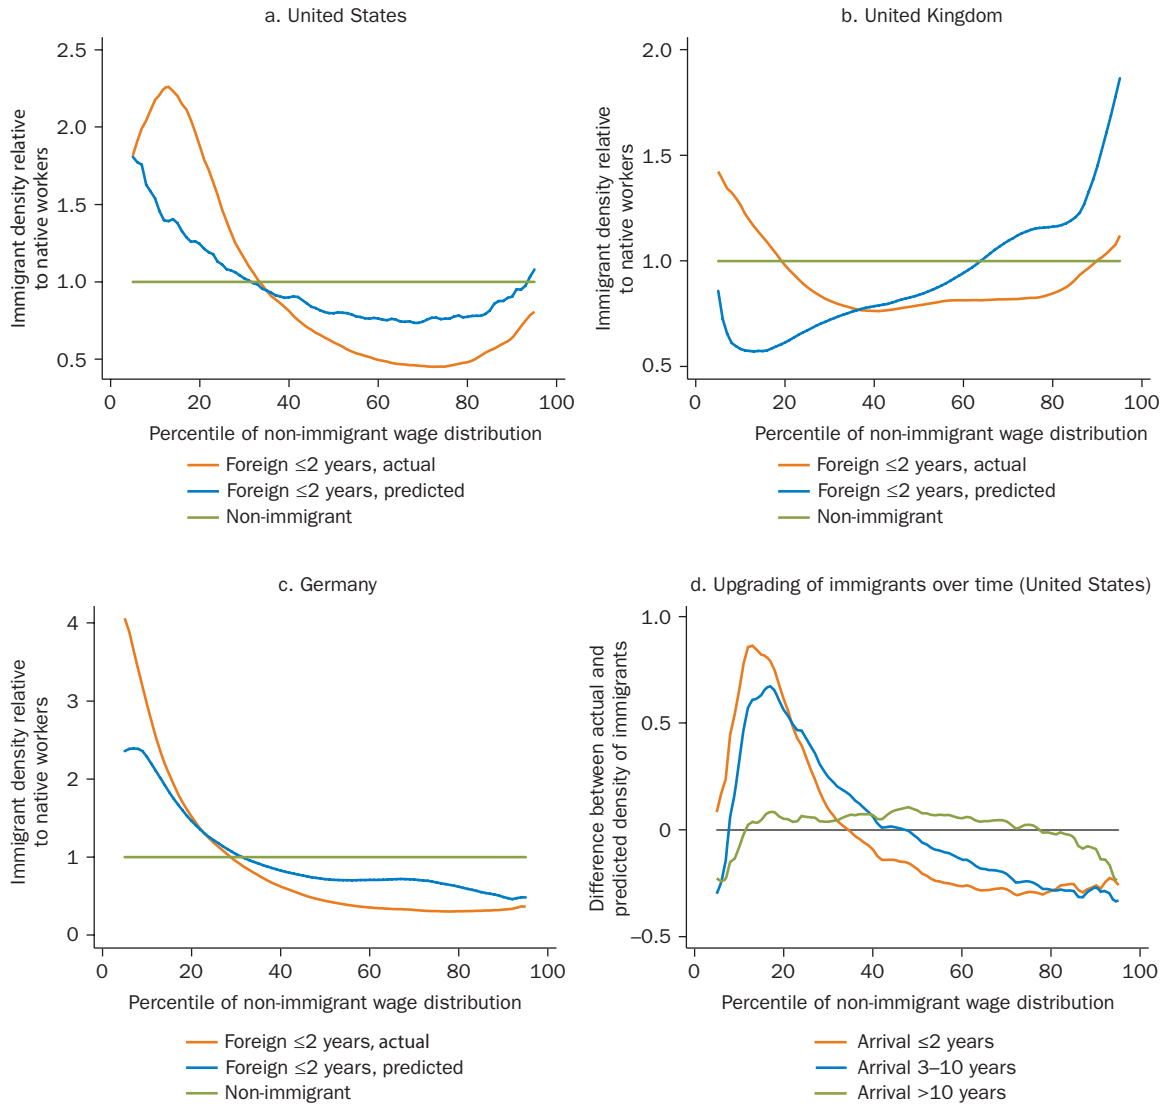 a. United States
Immigrant density relative
to native workers
2.5
2.0
1.5
1.0
0.5
0 20 40 60 80 100
Percentile of non-immigrant wage distribution
Foreign ≤2 years, actual
Foreign ≤2 years, predicted
Non-immigrant
b. United Kingdom
Immigrant density relative
to native workers
2.0
1.5
1.0
0.5
0 20 40 60 80 100
Percentile of non-immigrant wage distribution
Foreign ≤2 years, actual
Foreign ≤2 years, predicted
Non-immigrant
c. Germany
Immigrant density relative
to native workers
4
3
2
1
0
0 20 40 60 80 100
Percentile of non-immigrant wage distribution
Foreign ≤2 years, actual
Foreign ≤2 years, predicted
Non-immigrant
d. Upgrading of immigrants over time (United States)
Difference between actual and
predicted density of immigrants
1.0
0.5
0
–0.5
0 20 40 60 80 100
Percentile of non-immigrant wage distribution
Arrival ≤2 years
Arrival 3–10 years
Arrival >10 years